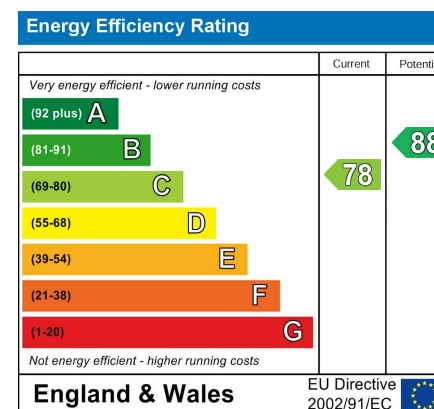 Energy Efficiency Rating
Current Potenti
Very energy efficient - lower running costs
(92 plus) A
(81-91) B
88
(69-80) C
78
(55-68) D
(39-54) E
(21-38) F
(1-20) G
Not energy efficient - higher running costs
England & Wales
EU Directive
2002/91/EC